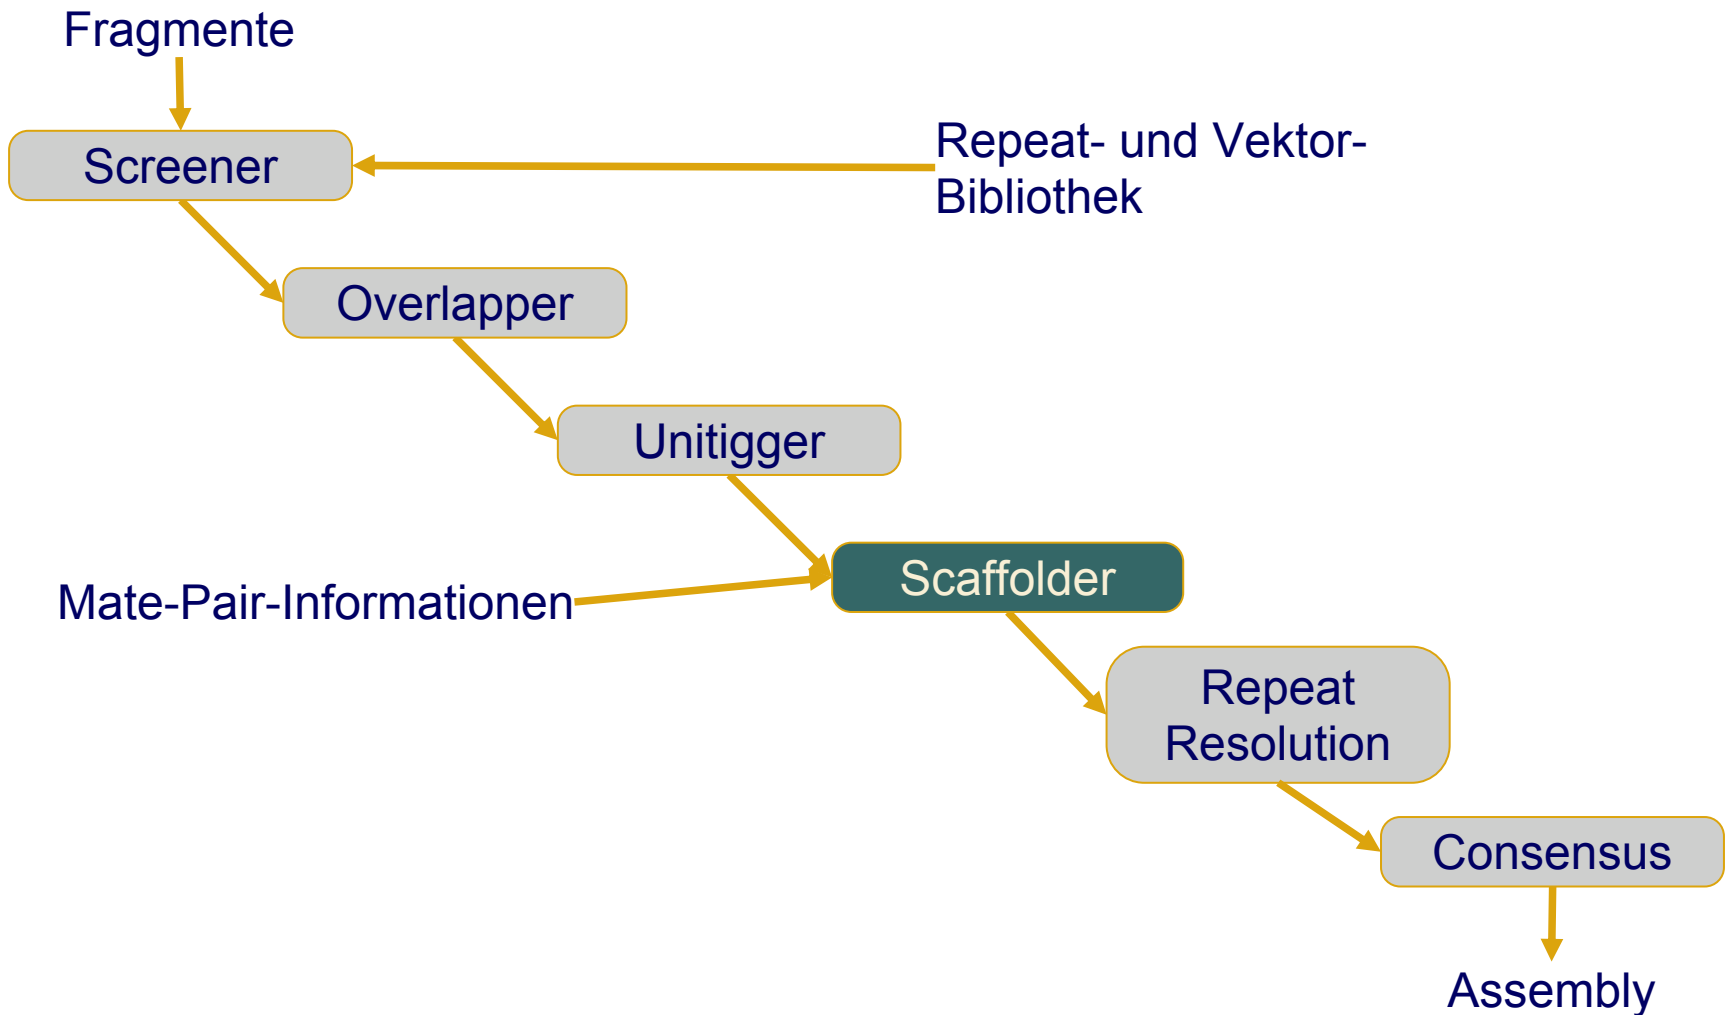 Fragmente
Screener
Repeat- und Vektor-
Bibliothek
Overlapper
Unitigger
Scaffolder
Mate-Pair-Informationen
Repeat
Resolution
Consensus
Assembly